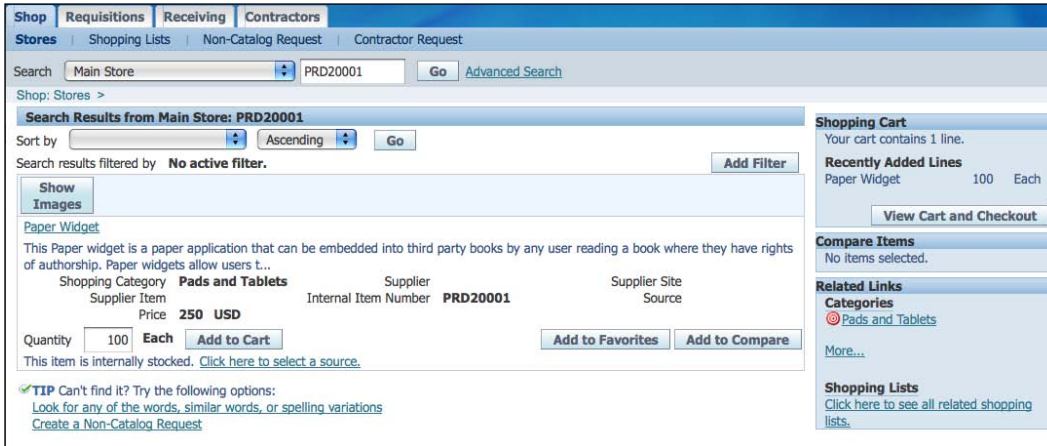 Shop Requisitions Receiving Contractors
Stores | Shopping Lists | Non-Catalog Request | Contractor Request
Search Main Store PRD20001 Go Advanced Search
Shop: Stores >
Search Results from Main Store: PRD20001
Sort by Ascending Go
Search results filtered by No active filter. Add Filter
Show
Images
Paper Widget
This Paper widget is a paper application that can be embedded into third party books by any user reading a book where they have rights
of authorship. Paper widgets allow users t...
Shopping Category Pads and Tablets Supplier Supplier Site
Supplier Item Internal Item Number PRD20001 Source
Price 250 USD
Quantity 100 Each Add to Cart Add to Favorites Add to Compare
This item is internally stocked. Click here to select a source.
TIP Can't find it? Try the following options:
Look for any of the words, similar words, or spelling variations
Create a Non-Catalog Request
Shopping Cart
Your cart contains 1 line.
Recently Added Lines
Paper Widget 100 Each
View Cart and Checkout
Compare Items
No items selected.
Related Links
Categories
Pads and Tablets
More...
Shopping Lists
Click here to see all related shopping
lists.